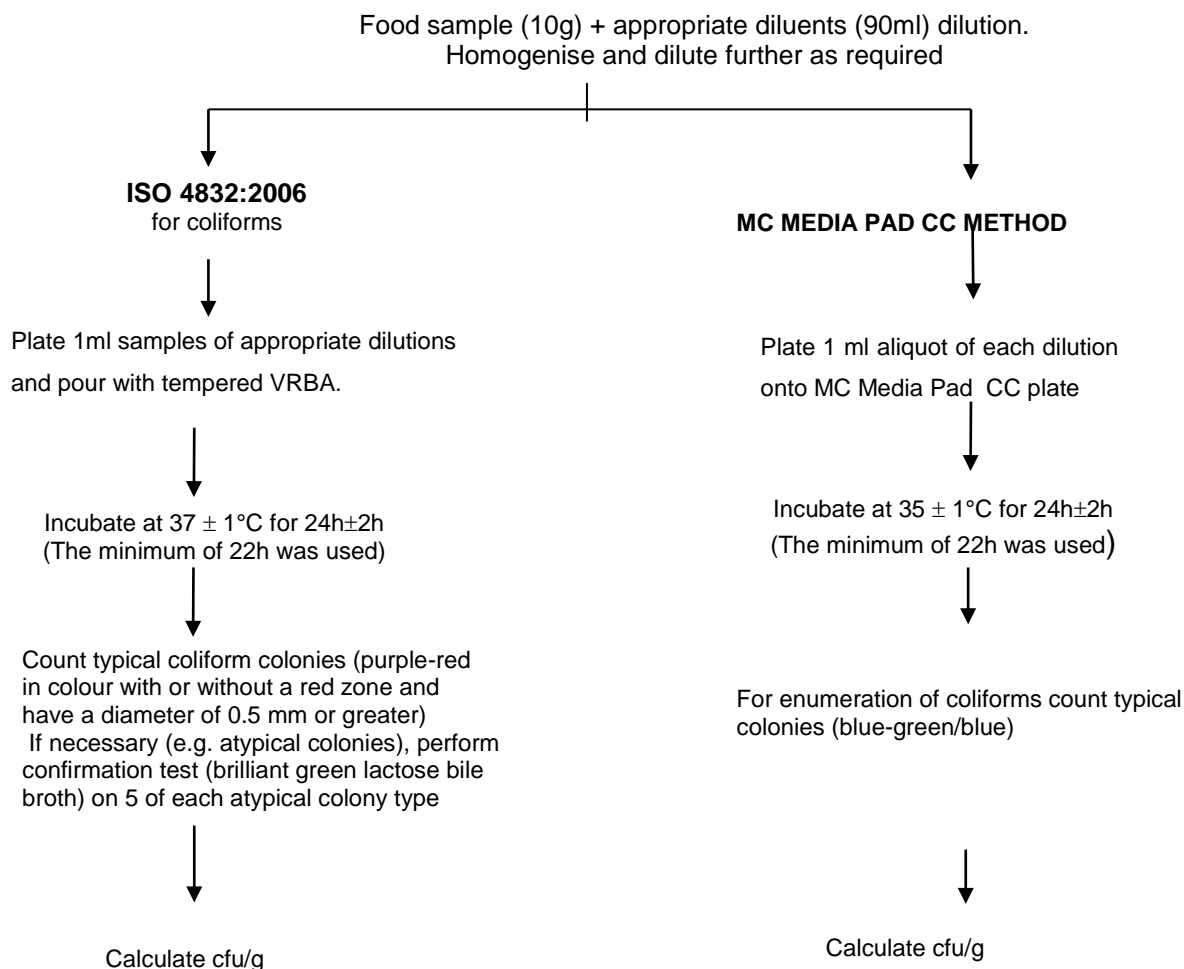 Food sample (10g) + appropriate diluents (90ml) dilution.
Homogenise and dilute further as required
ISO 4832:2006
for coliforms
Plate 1ml samples of appropriate dilutions
and pour with tempered VRBA.
Incubate at 37 ± 1°C for 24h±2h
(The minimum of 22h was used)
Count typical coliform colonies (purple-red
in colour with or without a red zone and
have a diameter of 0.5 mm or greater)
If necessary (e.g. atypical colonies), perform
confirmation test (brilliant green lactose bile
broth) on 5 of each atypical colony type
Calculate cfu/g
MC MEDIA PAD CC METHOD
Plate 1 ml aliquot of each dilution
onto MC Media Pad CC plate
Incubate at 35 ± 1°C for 24h±2h
(The minimum of 22h was used)
For enumeration of coliforms count typical
colonies (blue-green/blue)
Calculate cfu/g